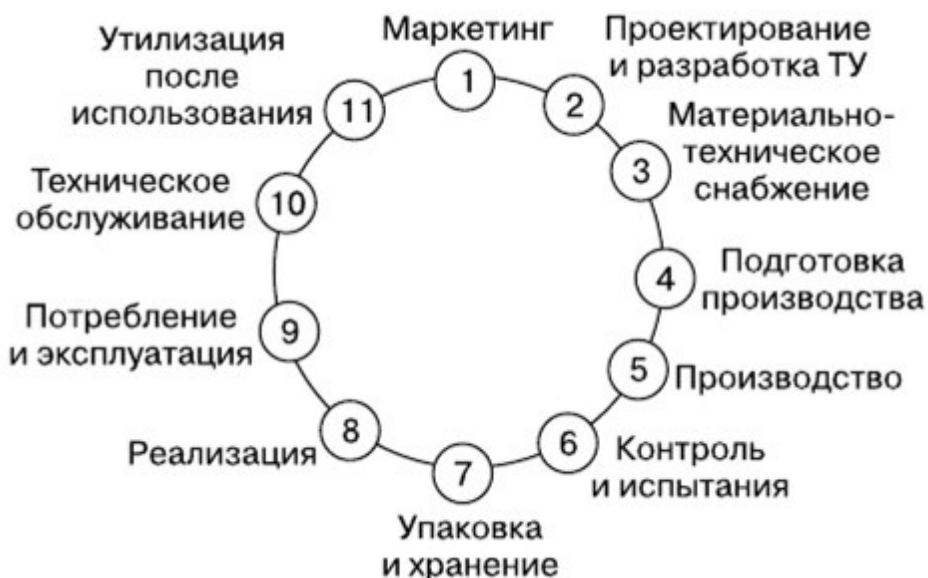 Маркетинг
1
Проектирование
и разработка ТУ
2
Материально-
техническое
снабжение
3
Подготовка
производства
4
Производство
5
Контроль
и испытания
6
Упаковка
и хранение
7
Реализация
8
Потребление
и эксплуатация
9
Техническое
обслуживание
10
Утилизация
после
использования
11